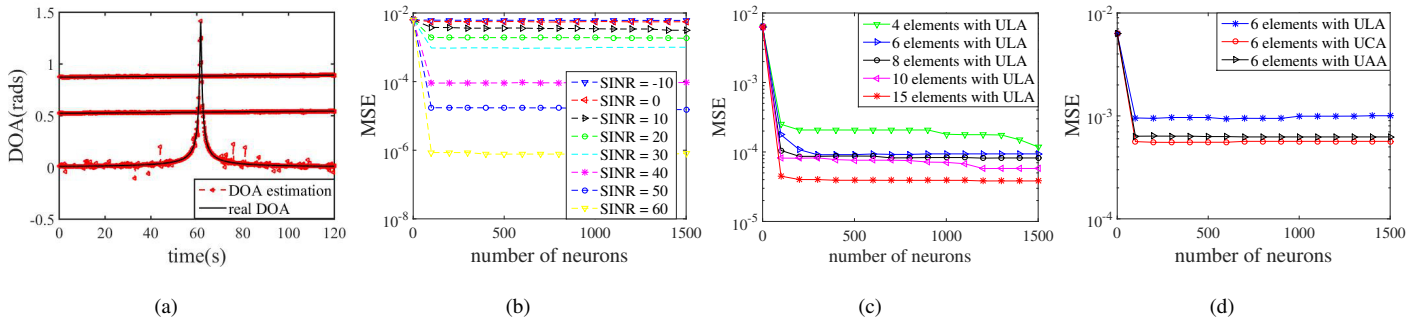 DOA(rads)
1.5
1
0.5
0
-0.5
DOA estimation
real DOA
0 20 40 60 80 100 120
time(s)
(a)
MSE
10^-2
10^-4
10^-6
10^-8
SINR = -10
SINR = 0
SINR = 10
SINR = 20
SINR = 30
SINR = 40
SINR = 50
SINR = 60
0 500 1000 1500
number of neurons
(b)
MSE
10^-2
10^-3
10^-4
10^-5
4 elements with ULA
6 elements with ULA
8 elements with ULA
10 elements with ULA
15 elements with ULA
0 500 1000 1500
number of neurons
(c)
MSE
10^-2
10^-3
10^-4
6 elements with ULA
6 elements with UCA
6 elements with UAA
0 500 1000 1500
number of neurons
(d)